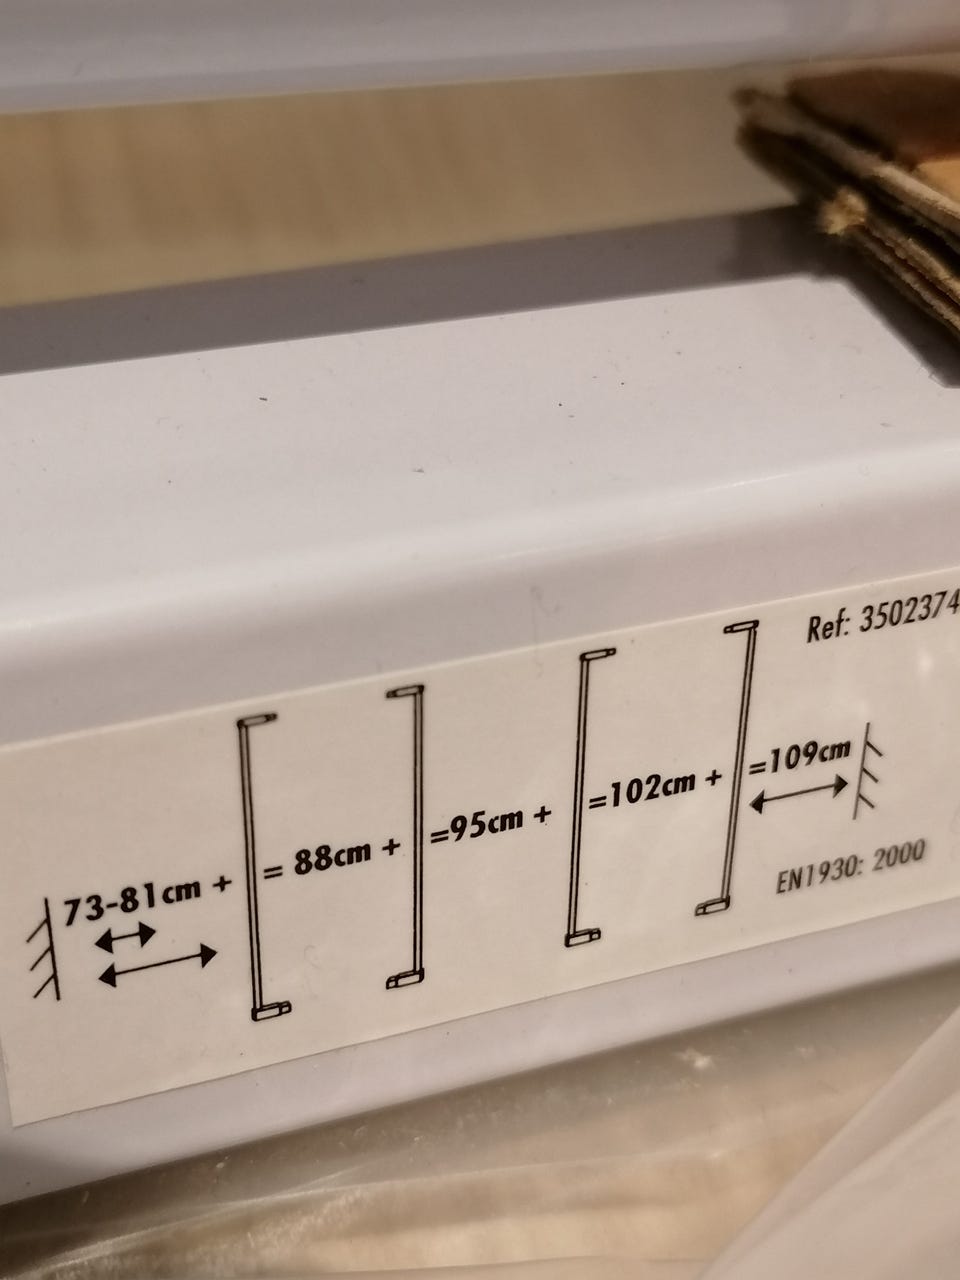 Ref: 3502374
73-81cm + = 88cm + =95cm + =102cm + =109cm
EN1930: 2000